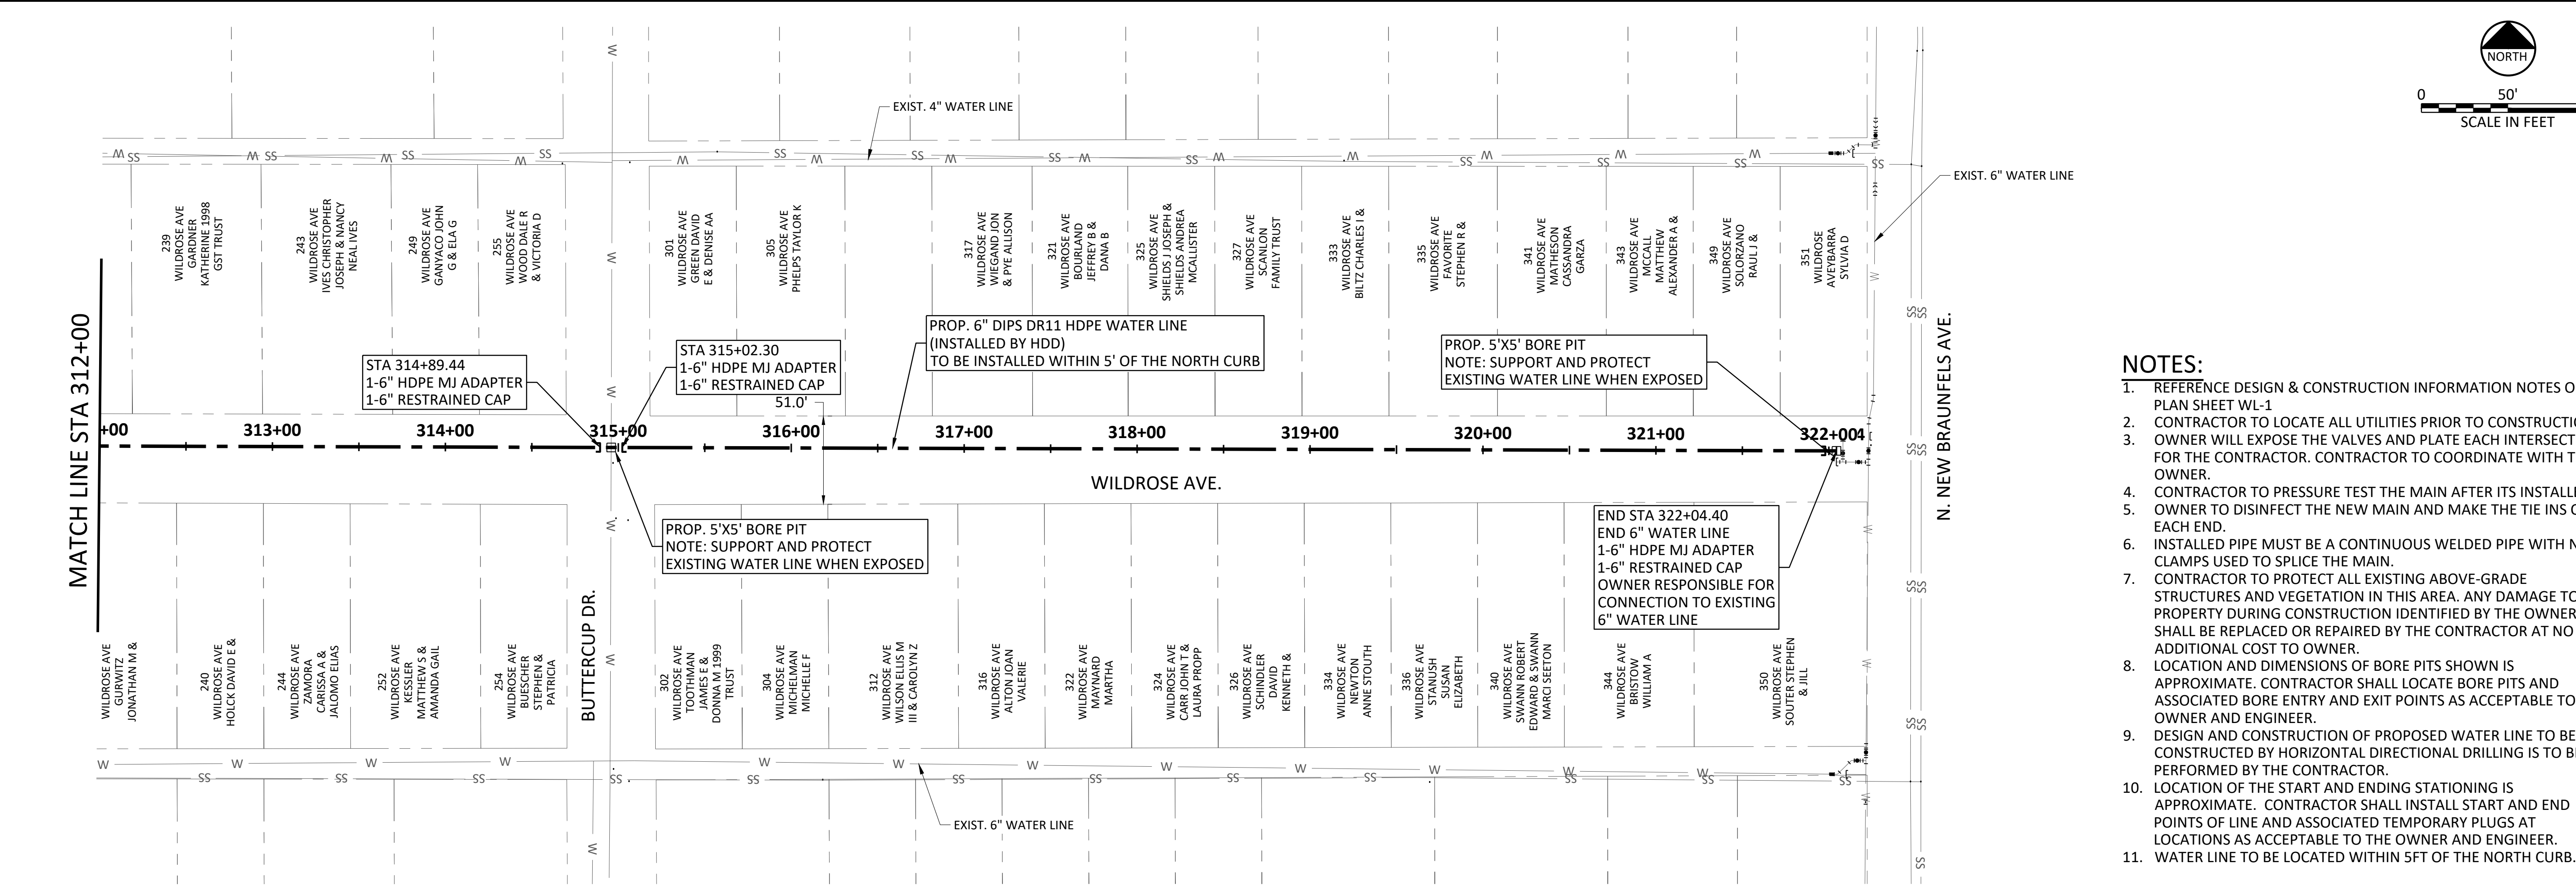 NORTH
0 50'
SCALE IN FEET
EXIST. 4" WATER LINE
EXIST. 6" WATER LINE
239
WILDROSE AVE
GARDNER
KATHERINE 1998
GST TRUST
243
WILDROSE AVE
IVES CHRISTOPHER
JOSEPH & NANCY
NEAL IVES
249
WILDROSE AVE
GANYACO JOHN
G & ELA G
255
WILDROSE AVE
WOOD DALE R
& VICTORIA D
301
WILDROSE AVE
GREEN DAVID
E & DENISE AA
305
WILDROSE AVE
PHELPS TAYLOR K
317
WILDROSE AVE
WIEGAND JON
& PYE ALLISON
321
WILDROSE AVE
BOURLAND
JEFFREY B &
DANA B
325
WILDROSE AVE
SHIELDS J JOSEPH &
SHIELDS ANDREA
MCALLISTER
327
WILDROSE AVE
SCANLON
FAMILY TRUST
333
WILDROSE AVE
BILTZ CHARLES I &
335
WILDROSE AVE
FAVORITE
STEPHEN R &
341
WILDROSE AVE
MATHESON
CASSANDRA
GARZA
343
WILDROSE AVE
MCCALL
MATTHEW
ALEXANDER A &
349
WILDROSE AVE
SOLORZANO
RAUL J &
351
WILDROSE
AVEYBARRA
SYLVIA D
MATCH LINE STA 312+00
STA 314+89.44
1-6" HDPE MJ ADAPTER
1-6" RESTRAINED CAP
STA 315+02.30
1-6" HDPE MJ ADAPTER
1-6" RESTRAINED CAP
51.0'
PROP. 6" DIPS DR11 HDPE WATER LINE
(INSTALLED BY HDD)
TO BE INSTALLED WITHIN 5' OF THE NORTH CURB
PROP. 5'X5' BORE PIT
NOTE: SUPPORT AND PROTECT
EXISTING WATER LINE WHEN EXPOSED
+00 313+00 314+00 315+00 316+00 317+00 318+00 319+00 320+00 321+00 322+00
WILDROSE AVE.
N. NEW BRAUNFELS AVE.
BUTTERCUP DR.
PROP. 5'X5' BORE PIT
NOTE: SUPPORT AND PROTECT
EXISTING WATER LINE WHEN EXPOSED
END STA 322+04.40
END 6" WATER LINE
1-6" HDPE MJ ADAPTER
1-6" RESTRAINED CAP
OWNER RESPONSIBLE FOR
CONNECTION TO EXISTING
6" WATER LINE
WILDROSE AVE
GURWITZ
JONATHAN M &
240
WILDROSE AVE
HOLCK DAVID E &
244
WILDROSE AVE
ZAMORA
CARISSA A &
JALOMO ELIAS
252
WILDROSE AVE
KESSLER
MATTHEW S &
AMANDA GAIL
254
WILDROSE AVE
BUESCHER
STEPHEN &
PATRICIA
302
WILDROSE AVE
TOOTHMAN
JAMES E &
DONNA M 1999
TRUST
304
WILDROSE AVE
MICHELMAN
MICHELLE F
312
WILDROSE AVE
WILSON ELLIS M
III & CAROLYN Z
316
WILDROSE AVE
ALTON JOAN
VALERIE
322
WILDROSE AVE
MAYNARD
MARTHA
324
WILDROSE AVE
CARR JOHN T &
LAURA PROPP
326
WILDROSE AVE
SCHINDLER
DAVID
KENNETH &
334
WILDROSE AVE
NEWTON
ANNE STOUTH
336
WILDROSE AVE
STANUSH
SUSAN
ELIZABETH
340
WILDROSE AVE
SWANN ROBERT
EDWARD & SWANN
MARCI SEETON
344
WILDROSE AVE
BRISTOW
WILLIAM A
350
WILDROSE AVE
SOUTER STEPHEN
& JILL
EXIST. 6" WATER LINE
NOTES:
1. REFERENCE DESIGN & CONSTRUCTION INFORMATION NOTES O
PLAN SHEET WL-1
2. CONTRACTOR TO LOCATE ALL UTILITIES PRIOR TO CONSTRUCTI
3. OWNER WILL EXPOSE THE VALVES AND PLATE EACH INTERSECT
FOR THE CONTRACTOR. CONTRACTOR TO COORDINATE WITH T
OWNER.
4. CONTRACTOR TO PRESSURE TEST THE MAIN AFTER ITS INSTALL
5. OWNER TO DISINFECT THE NEW MAIN AND MAKE THE TIE INS
EACH END.
6. INSTALLED PIPE MUST BE A CONTINUOUS WELDED PIPE WITH N
CLAMPS USED TO SPLICE THE MAIN.
7. CONTRACTOR TO PROTECT ALL EXISTING ABOVE-GRADE
STRUCTURES AND VEGETATION IN THIS AREA. ANY DAMAGE TO
PROPERTY DURING CONSTRUCTION IDENTIFIED BY THE OWNER
SHALL BE REPLACED OR REPAIRED BY THE CONTRACTOR AT NO
ADDITIONAL COST TO OWNER.
8. LOCATION AND DIMENSIONS OF BORE PITS SHOWN IS
APPROXIMATE. CONTRACTOR SHALL LOCATE BORE PITS AND
ASSOCIATED BORE ENTRY AND EXIT POINTS AS ACCEPTABLE TO
OWNER AND ENGINEER.
9. DESIGN AND CONSTRUCTION OF PROPOSED WATER LINE TO BE
CONSTRUCTED BY HORIZONTAL DIRECTIONAL DRILLING IS TO B
PERFORMED BY THE CONTRACTOR.
10. LOCATION OF THE START AND ENDING STATIONING IS
APPROXIMATE. CONTRACTOR SHALL INSTALL START AND END
POINTS OF LINE AND ASSOCIATED TEMPORARY PLUGS AT
LOCATIONS AS ACCEPTABLE TO THE OWNER AND ENGINEER.
11. WATER LINE TO BE LOCATED WITHIN 5FT OF THE NORTH CURB.